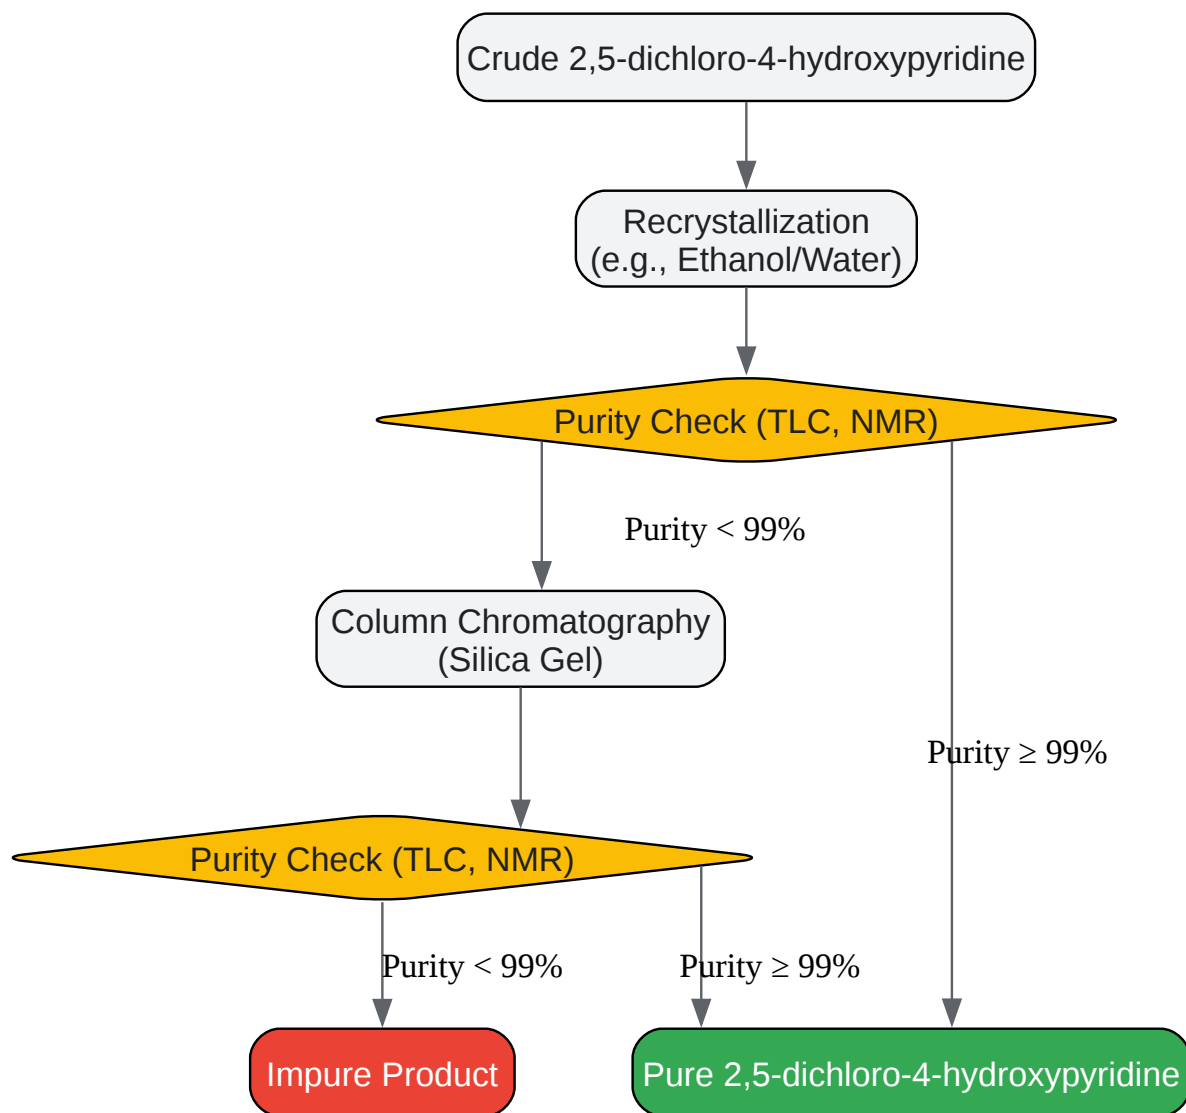 Crude 2,5-dichloro-4-hydroxypyridine
Recrystallization
(e.g., Ethanol/Water)
Purity Check (TLC, NMR)
Purity < 99%
Column Chromatography
(Silica Gel)
Purity ≥ 99%
Purity Check (TLC, NMR)
Purity < 99%
Purity ≥ 99%
Impure Product
Pure 2,5-dichloro-4-hydroxypyridine